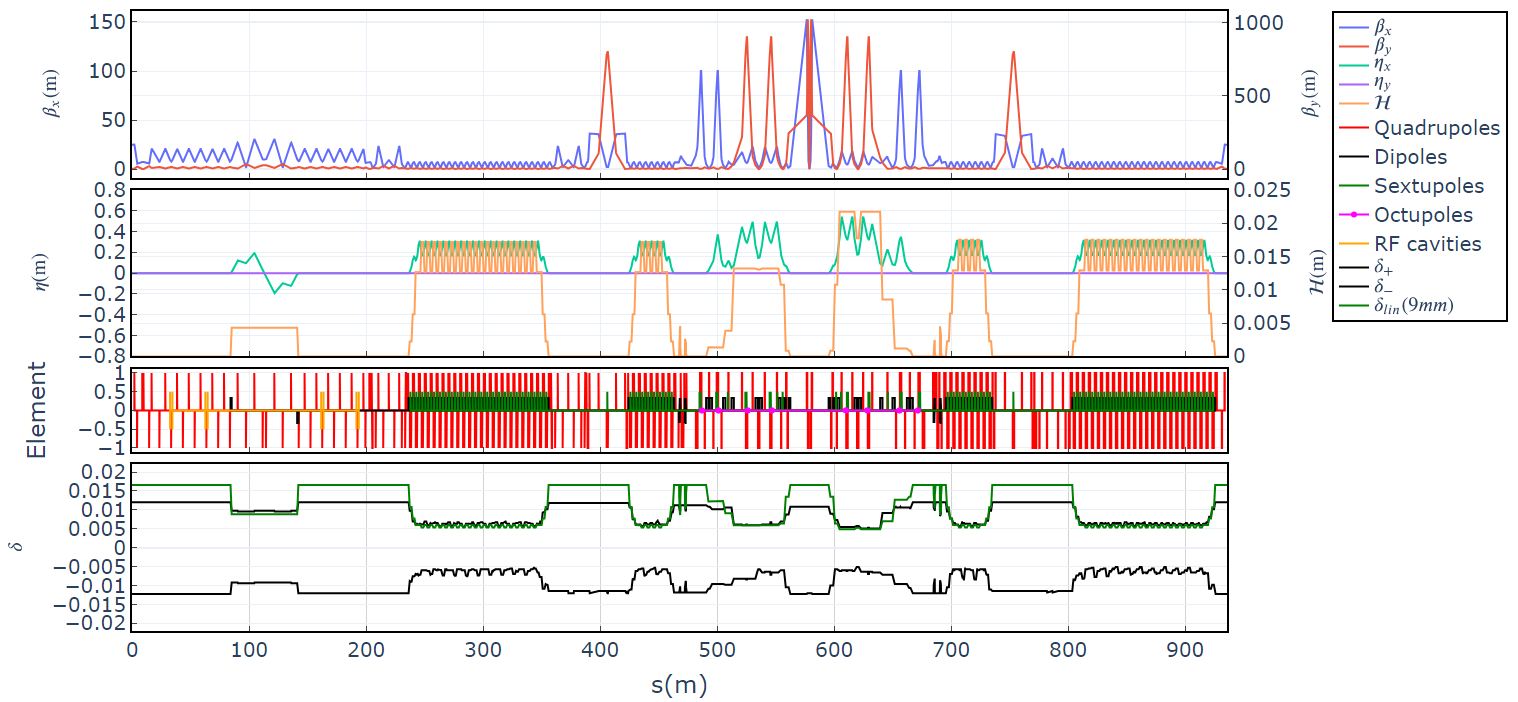 150
100
50
0
βx(m)
1000
500
0
βy(m)
0.8
0.6
0.4
0.2
0
−0.2
−0.4
−0.6
−0.8
η(m)
0.025
0.02
0.015
0.01
0.005
0
ℋ(m)
1
0.5
0
−0.5
−1
Element
0.02
0.015
0.01
0.005
0
−0.005
−0.01
−0.015
−0.02
δ
0 100 200 300 400 500 600 700 800 900
s(m)
βx
βy
ηx
ηy
ℋ
Quadrupoles
Dipoles
Sextupoles
Octupoles
RF cavities
δ+
δ−
δlin(9mm)